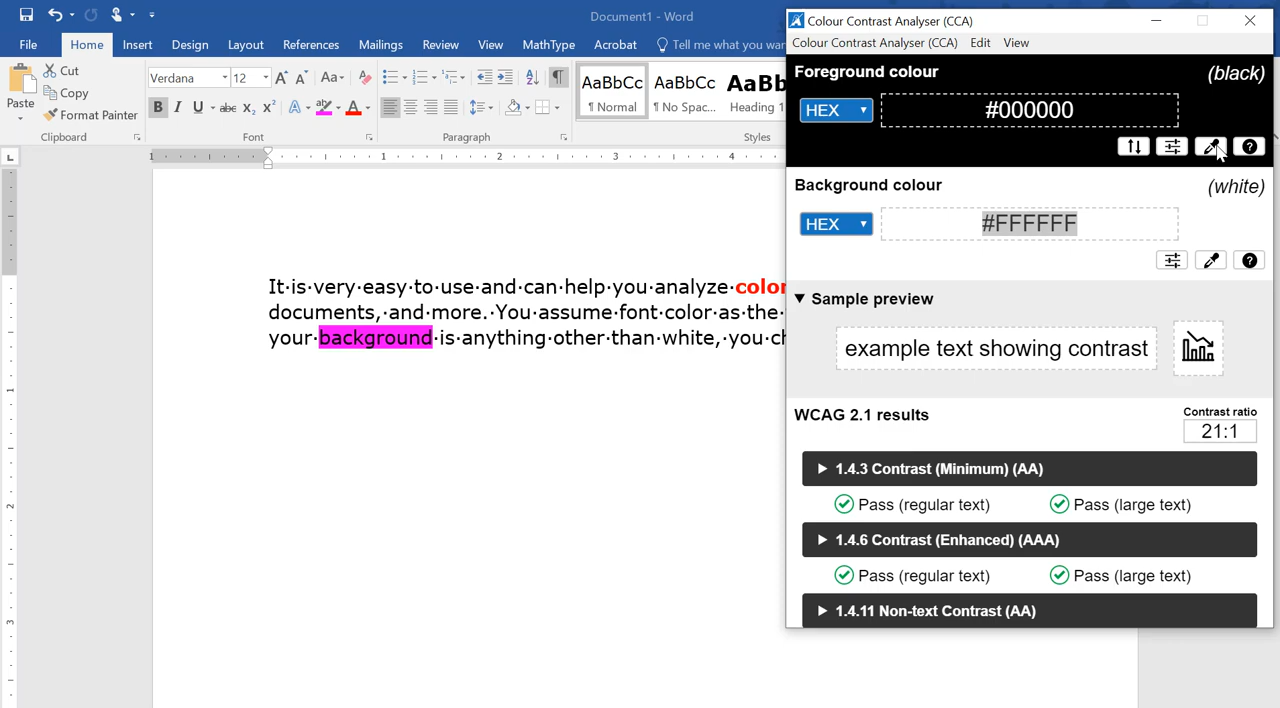 Document1 - Word
File Home Insert Design Layout References Mailings Review View MathType Acrobat Tell me what you wan
Paste
Cut
Copy
Format Painter
Clipboard
Verdana 12
Font
Paragraph
AaBbCc AaBbCc AaBb
¶ Normal ¶ No Spac... Heading 1
Styles
1 1 2 3 4
It·is·very·easy·to·use·and·can·help·you·analyze·color
documents,·and·more.·You·assume·font·color·as·the·
your·background·is·anything·other·than·white,·you·ch
Colour Contrast Analyser (CCA)
Colour Contrast Analyser (CCA) Edit View
Foreground colour (black)
HEX #000000
Background colour (white)
HEX #FFFFFF
▼ Sample preview
example text showing contrast
WCAG 2.1 results
Contrast ratio
21:1
1.4.3 Contrast (Minimum) (AA)
Pass (regular text) Pass (large text)
1.4.6 Contrast (Enhanced) (AAA)
Pass (regular text) Pass (large text)
1.4.11 Non-text Contrast (AA)